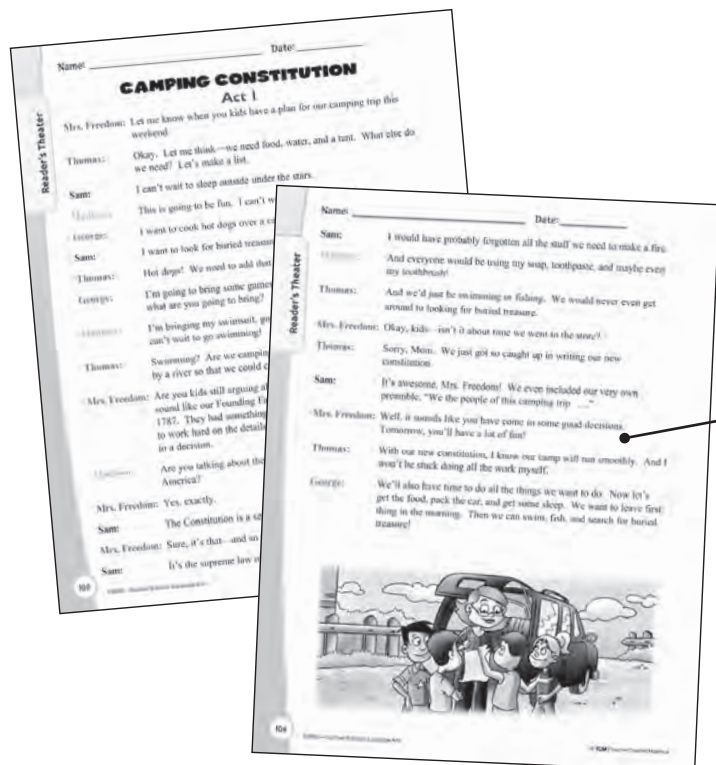 Name: Date:
CAMPING CONSTITUTION
Act 1
Reader's Theater
Mrs. Freedom: Let me know when you kids have a plan for our camping trip this
weekend.
Thomas: Okay. Let me think—we need food, water, and a tent. What else do
we need? Let's make a list.
Sam: I can't wait to sleep outside under the stars.
This is going to be fun. I can't
George: I want to cook hot dogs over a
Sam: I want to look for buried treasure
Thomas: Hot dogs! We need to add that
George: I'm going to bring some games
what are you going to bring?
I'm bringing my swimsuit,
can't wait to go swimming!
Thomas: Swimming? Are we camping
by a river so that we could
Mrs. Freedom: Are you kids still arguing
sound like our Founding
1787. They had something
to work hard on the details
in a decision.
Are you talking about the
America?
Mrs. Freedom: Yes, exactly.
Sam: The Constitution is a
Mrs. Freedom: Sure, it's that—and so
Sam: It's the supreme law
Name: Date:
Reader's Theater
Sam: I would have probably forgotten all the stuff we need to make a fire.
And everyone would be using my soap, toothpaste, and maybe even
my toothbrush!
Thomas: And we'd just be swimming or fishing. We would never even get
around to looking for buried treasure.
Mrs. Freedom: Okay, kids—isn't it about time we went to the store?
Thomas: Sorry, Mom. We just got so caught up in writing our new
constitution.
Sam: It's awesome, Mrs. Freedom! We even included our very own
preamble, "We the people of this camping trip ...."
Mrs. Freedom: Well, it sounds like you have come to some good decisions.
Tomorrow, you'll have a lot of fun!
Thomas: With our new constitution, I know our camp will run smoothly. And I
won't be stuck doing all the work myself.
George: We'll also have time to do all the things we want to do. Now let's
get the food, pack the car, and get some sleep. We want to leave first
thing in the morning. Then we can swim, fish, and search for buried
treasure!